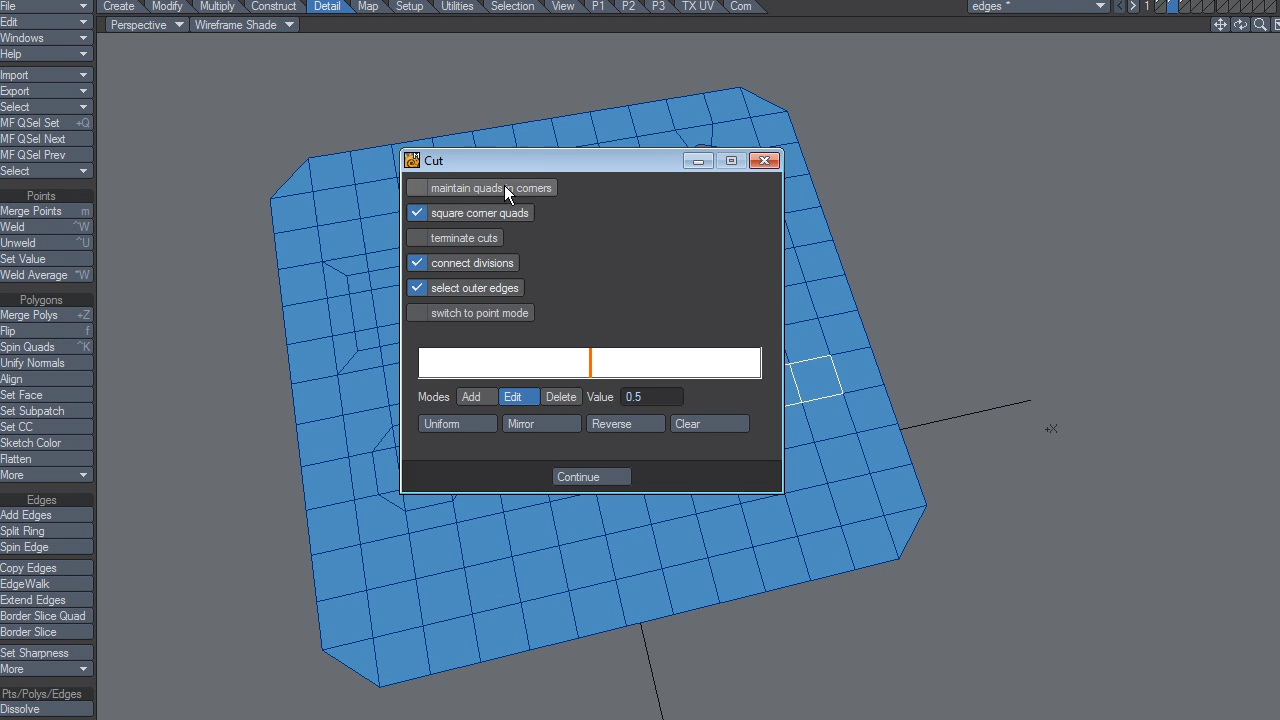 File Create Modify Multiply Construct Detail Map Setup Utilities Selection View P1 P2 P3 TX UV Com edges * 1
Edit
Perspective Wireframe Shade
Windows
Help
Import
Export
Select
MF QSel Set +Q
MF QSel Next
MF QSel Prev
Select
Points
Merge Points m
Weld ^W
Unweld ^U
Set Value
Weld Average "W
Polygons
Merge Polys +Z
Flip f
Spin Quads ^K
Unify Normals
Align
Set Face
Set Subpatch
Set CC
Sketch Color
Flatten
More
Edges
Add Edges
Split Ring
Spin Edge
Copy Edges
EdgeWalk
Extend Edges
Border Slice Quad
Border Slice
Set Sharpness
More
Pts/Polys/Edges
Dissolve
Cut
maintain quads in corners
square corner quads
terminate cuts
connect divisions
select outer edges
switch to point mode
Modes Add Edit Delete Value 0.5
Uniform Mirror Reverse Clear
Continue
+X